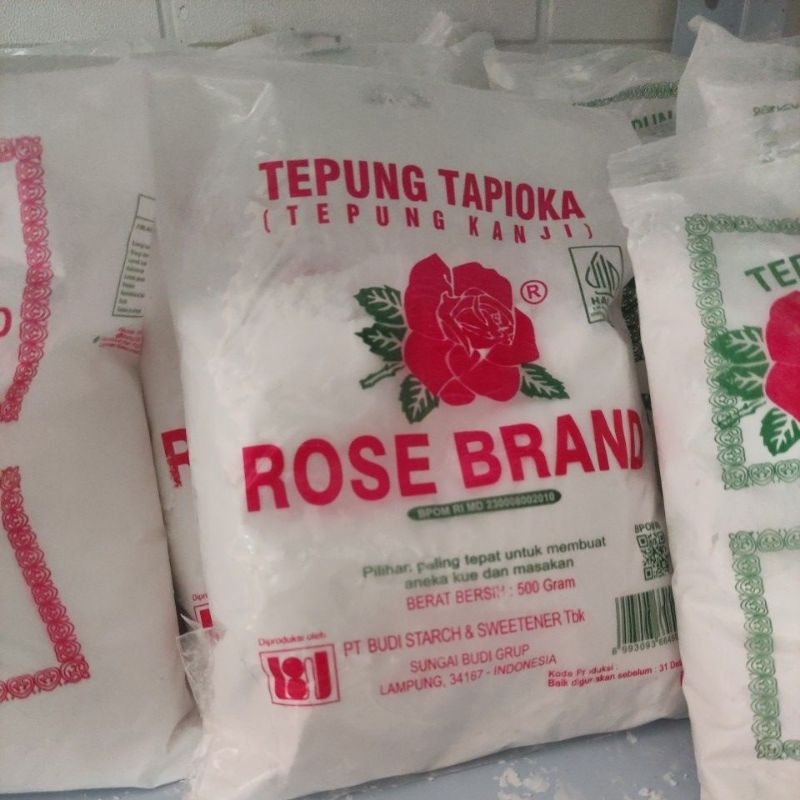 TEPUNG TAPIOKA
(TEPUNG KANJI)
®
ROSE BRAND
BPOM RI MD 230008002010
Pilihan paling tepat untuk membuat
aneka kue dan masakan
BERAT BERSIH : 500 Gram
Diproduksi oleh
PT BUDI STARCH & SWEETENER Tbk
SUNGAI BUDI GRUP
LAMPUNG, 34167 - INDONESIA
Kode Produksi :
Baik digunakan sebelum : 31